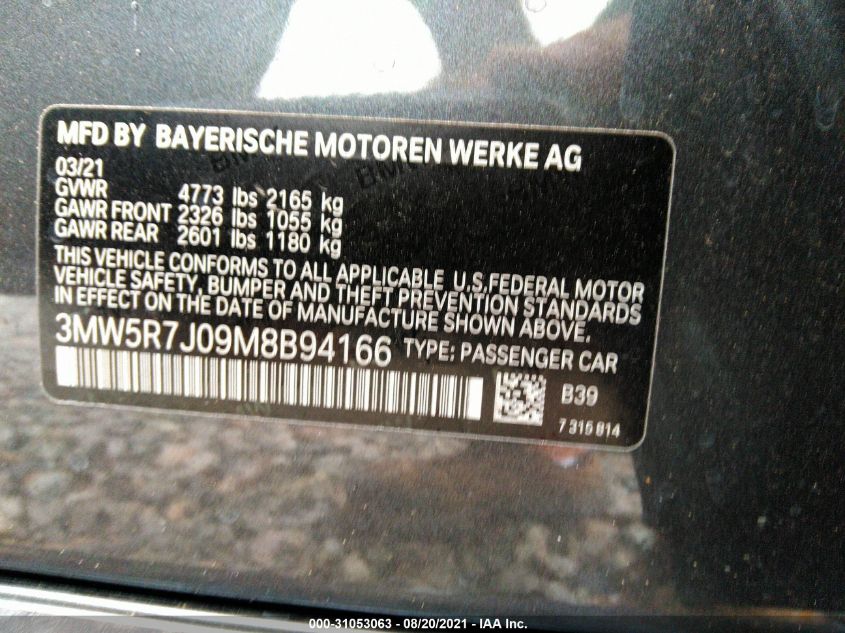 MFD BY BAYERISCHE MOTOREN WERKE AG
03/21
GVWR 4773 lbs 2165 kg
GAWR FRONT 2326 lbs 1055 kg
GAWR REAR 2601 lbs 1180 kg
THIS VEHICLE CONFORMS TO ALL APPLICABLE U.S.FEDERAL MOTOR
VEHICLE SAFETY, BUMPER AND THEFT PREVENTION STANDARDS
IN EFFECT ON THE DATE OF MANUFACTURE SHOWN ABOVE.
3MW5R7J09M8B94166 TYPE: PASSENGER CAR
B39
7 315 814
000-31053063 - 08/20/2021 - IAA Inc.